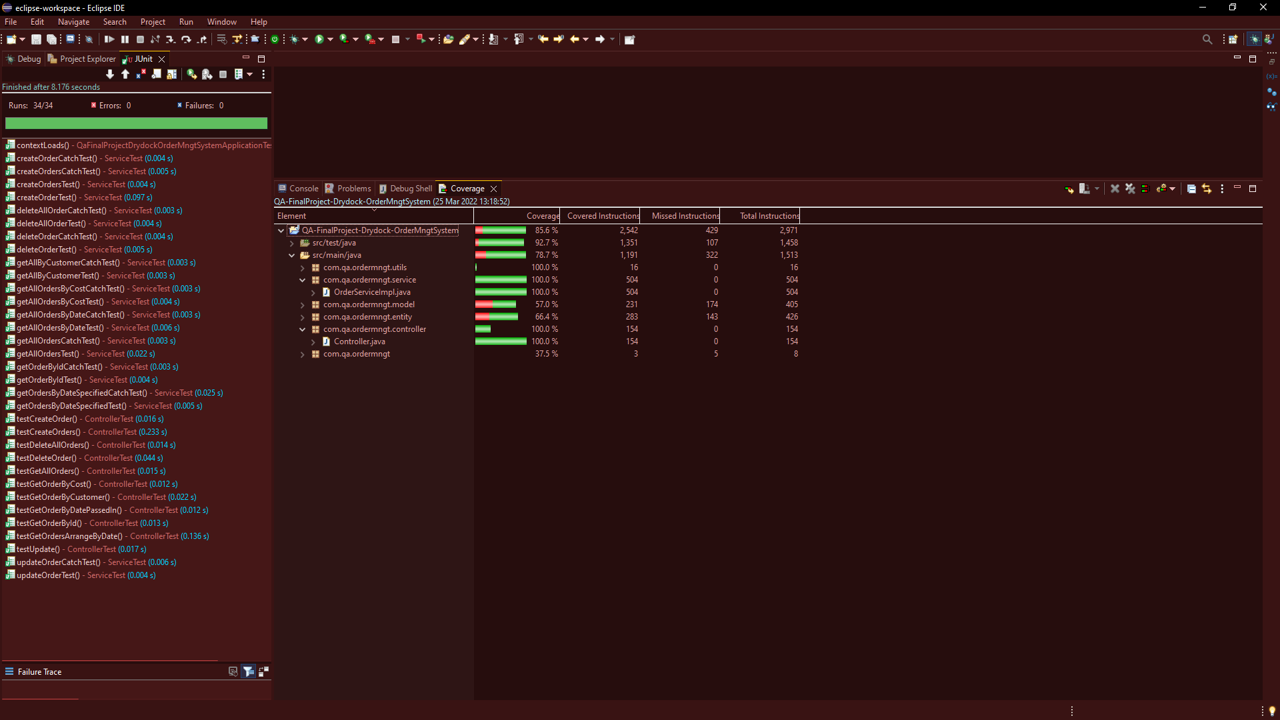 eclipse-workspace - Eclipse IDE
File Edit Navigate Search Project Run Window Help
Debug Project Explorer JUnit
Finished after 8.176 seconds
Runs: 34/34 Errors: 0 Failures: 0
contextLoads() - QaFinalProjectDrydockOrderMngtSystemApplicationTe
createOrderCatchTest() - ServiceTest (0.004 s)
createOrdersCatchTest() - ServiceTest (0.005 s)
createOrdersTest() - ServiceTest (0.004 s)
createOrderTest() - ServiceTest (0.097 s)
deleteAllOrderCatchTest() - ServiceTest (0.003 s)
deleteAllOrderTest() - ServiceTest (0.004 s)
deleteOrderCatchTest() - ServiceTest (0.004 s)
deleteOrderTest() - ServiceTest (0.005 s)
getAllByCustomerCatchTest() - ServiceTest (0.003 s)
getAllByCustomerTest() - ServiceTest (0.003 s)
getAllOrdersByCostCatchTest() - ServiceTest (0.003 s)
getAllOrdersByCostTest() - ServiceTest (0.004 s)
getAllOrdersByDateCatchTest() - ServiceTest (0.003 s)
getAllOrdersByDateTest() - ServiceTest (0.006 s)
getAllOrdersCatchTest() - ServiceTest (0.003 s)
getAllOrdersTest() - ServiceTest (0.022 s)
getOrderByIdCatchTest() - ServiceTest (0.003 s)
getOrderByIdTest() - ServiceTest (0.004 s)
getOrdersByDateSpecifiedCatchTest() - ServiceTest (0.025 s)
getOrdersByDateSpecifiedTest() - ServiceTest (0.005 s)
testCreateOrder() - ControllerTest (0.016 s)
testCreateOrders() - ControllerTest (0.233 s)
testDeleteAllOrders() - ControllerTest (0.014 s)
testDeleteOrder() - ControllerTest (0.044 s)
testGetAllOrders() - ControllerTest (0.015 s)
testGetOrderByCost() - ControllerTest (0.012 s)
testGetOrderByCustomer() - ControllerTest (0.022 s)
testGetOrderByDatePassedIn() - ControllerTest (0.012 s)
testGetOrderById() - ControllerTest (0.013 s)
testGetOrdersArrangeByDate() - ControllerTest (0.136 s)
testUpdate() - ControllerTest (0.017 s)
updateOrderCatchTest() - ServiceTest (0.006 s)
updateOrderTest() - ServiceTest (0.004 s)
Failure Trace
Console Problems Debug Shell Coverage
QA-FinalProject-Drydock-OrderMngtSystem (25 Mar 2022 13:18:52)
Element Coverage Covered Instructions Missed Instructions Total Instructions
QA-FinalProject-Drydock-OrderMngtSystem 85.6 % 2,542 429 2,971
src/test/java 92.7 % 1,351 107 1,458
src/main/java 78.7 % 1,191 322 1,513
com.qa.ordermngt.utils 100.0 % 16 0 16
com.qa.ordermngt.service 100.0 % 504 0 504
OrderServiceImpl.java 100.0 % 504 0 504
com.qa.ordermngt.model 57.0 % 231 174 405
com.qa.ordermngt.entity 66.4 % 283 143 426
com.qa.ordermngt.controller 100.0 % 154 0 154
Controller.java 100.0 % 154 0 154
com.qa.ordermngt 37.5 % 3 5 8